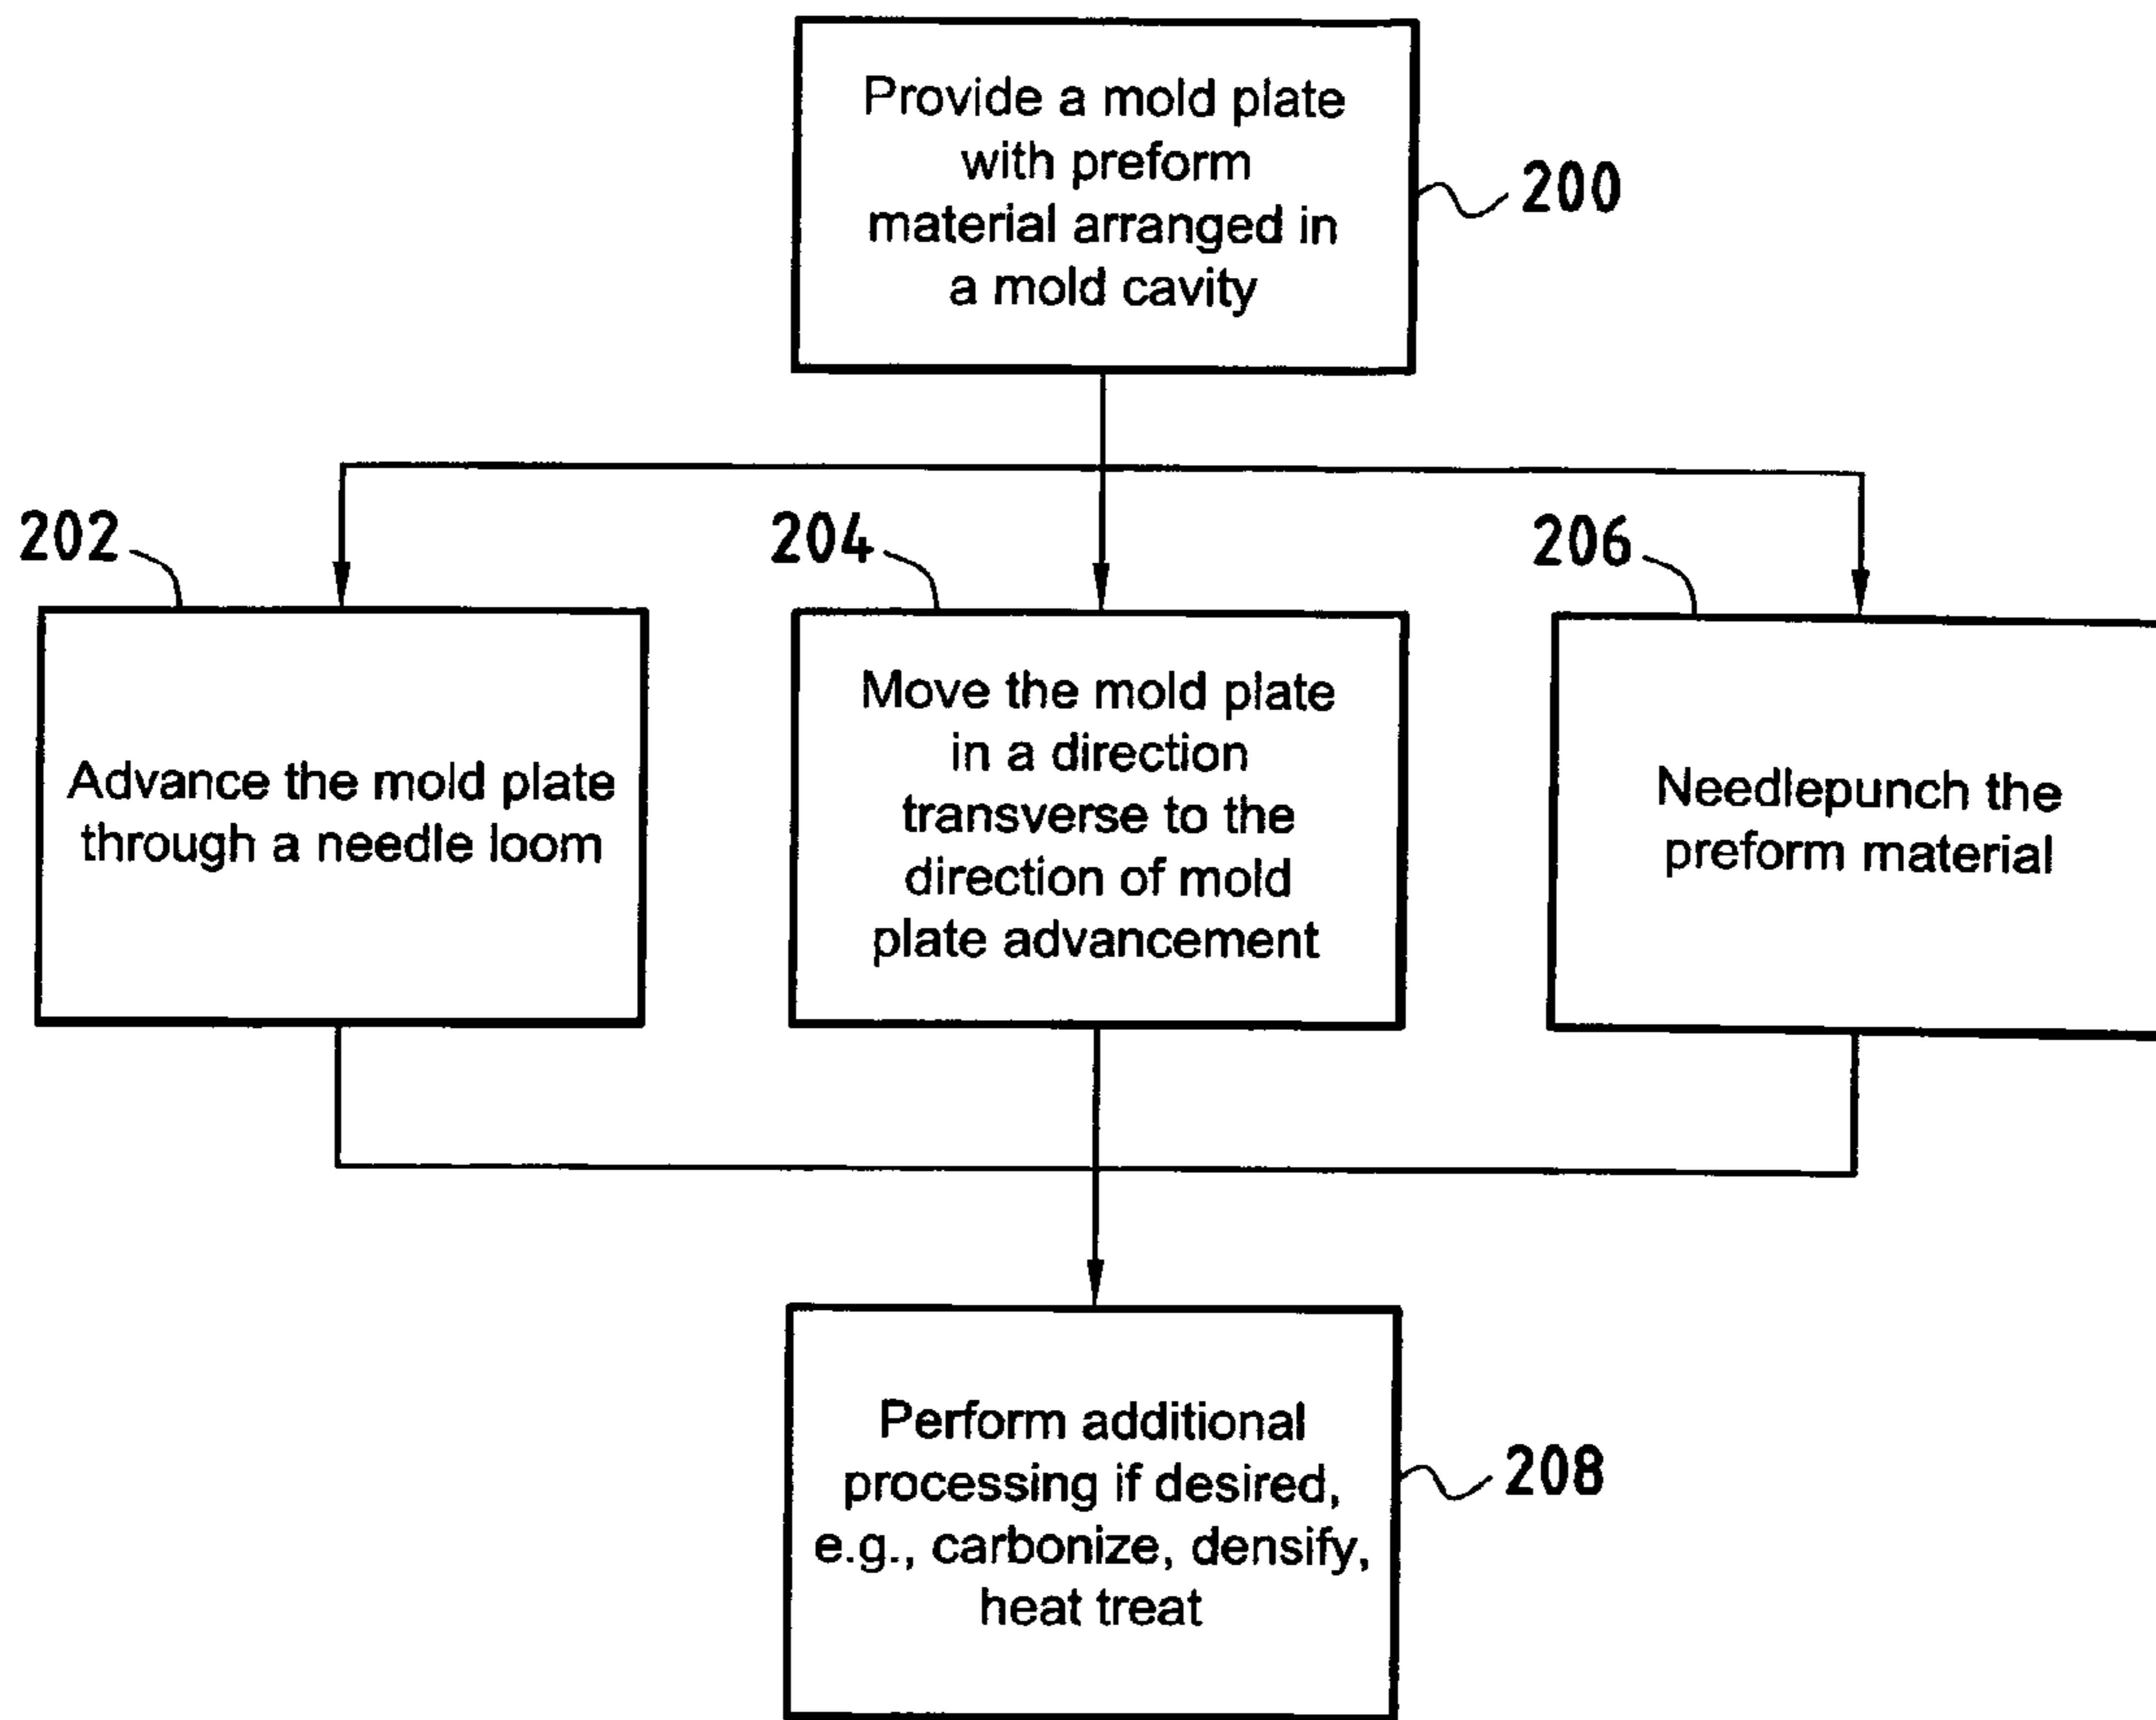 Provide a mold plate
with preform
material arranged in
a mold cavity
200
202
204
206
Advance the mold plate
through a needle loom
Move the mold plate
in a direction
transverse to the
direction of mold
plate advancement
Needlepunch the
preform material
Perform additional
processing if desired,
e.g., carbonize, densify,
heat treat
208